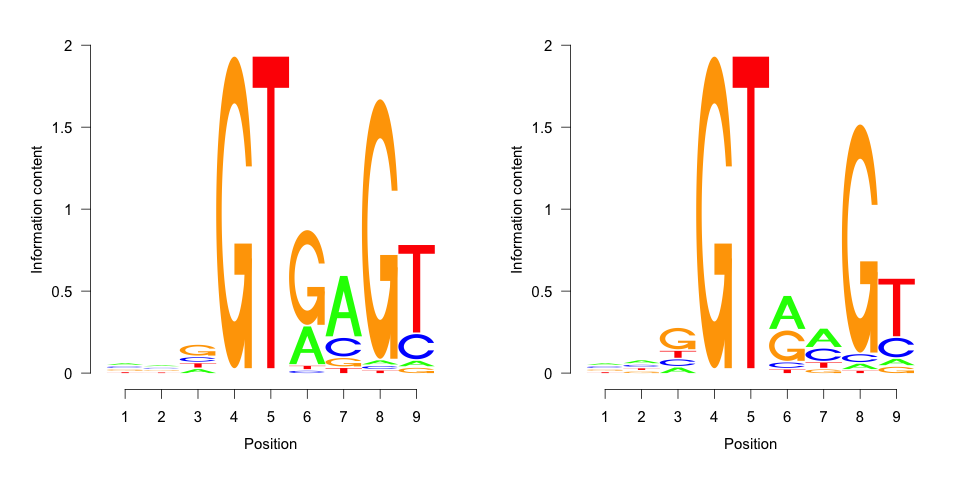 2
1.5
1
0.5
0
Information content
1 2 3 4 5 6 7 8 9
Position
G
T
G
A
A
C
G
T
C
2
1.5
1
0.5
0
Information content
1 2 3 4 5 6 7 8 9
Position
G
G
T
A
G
A
C
G
T
C